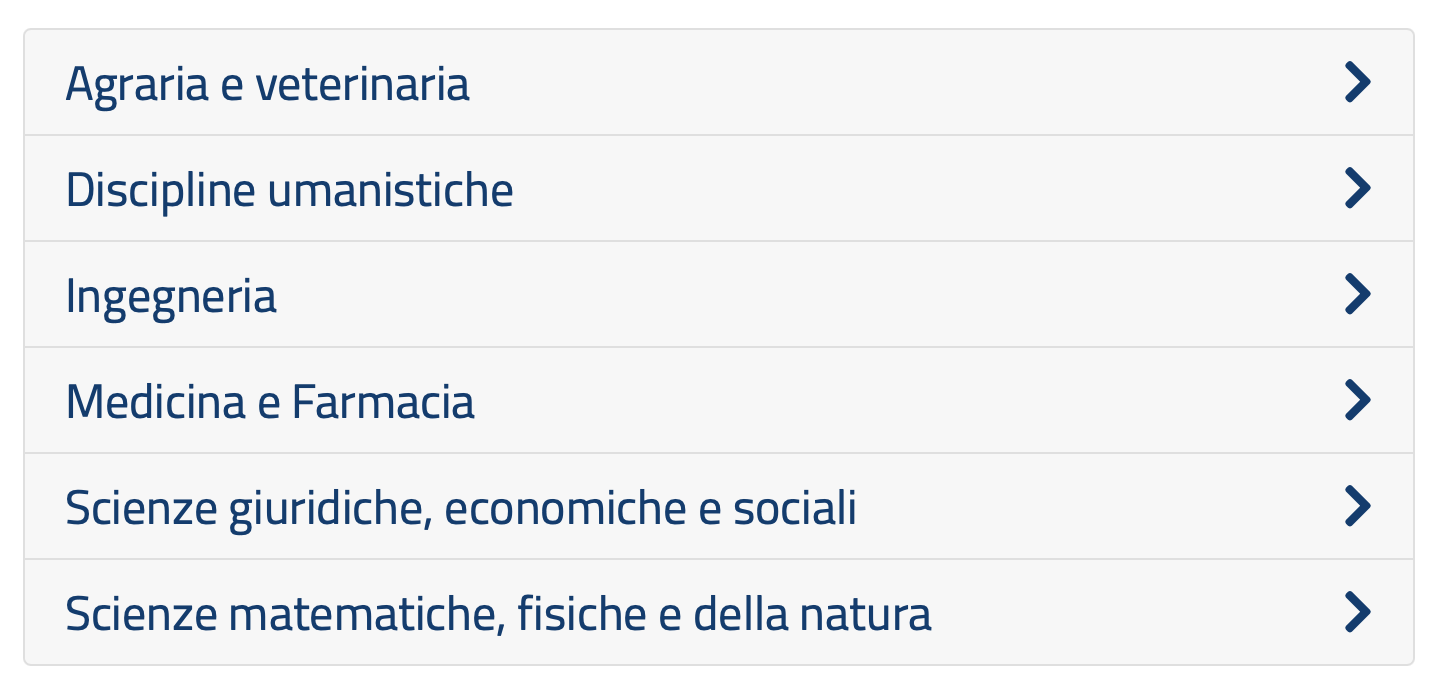 Agraria e veterinaria
Discipline umanistiche
Ingegneria
Medicina e Farmacia
Scienze giuridiche, economiche e sociali
Scienze matematiche, fisiche e della natura